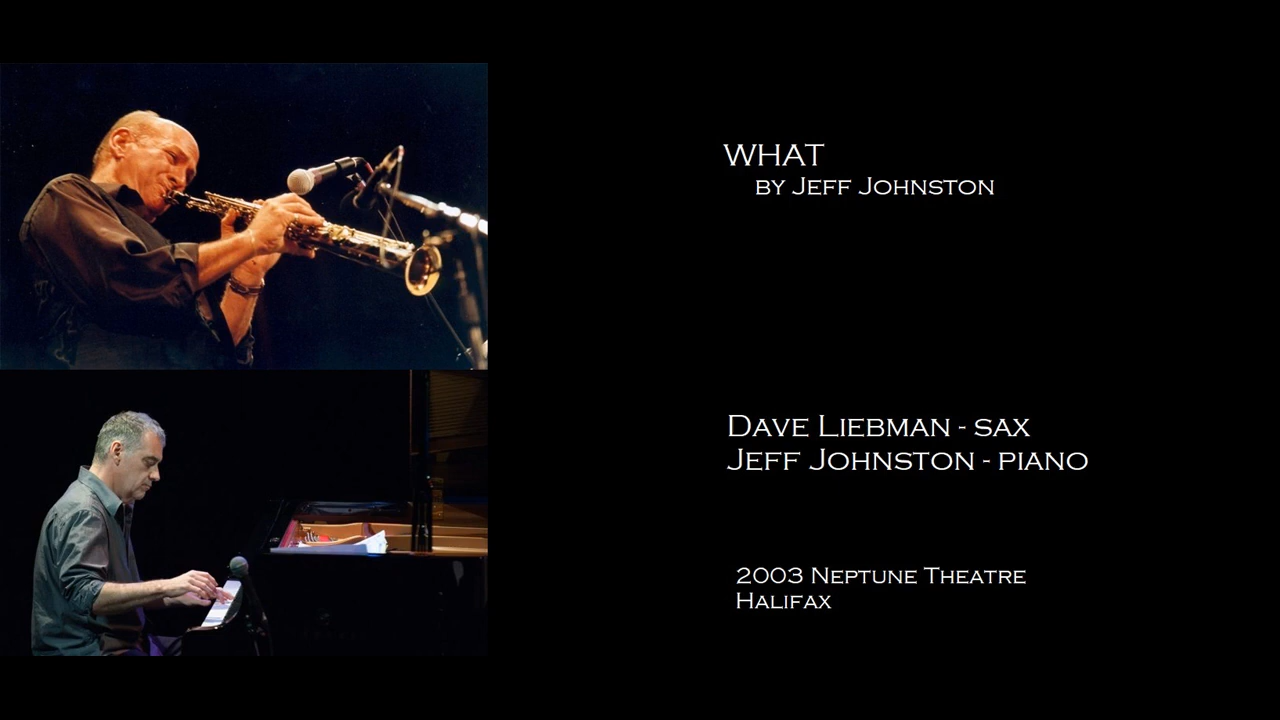 WHAT
BY JEFF JOHNSTON
DAVE LIEBMAN - SAX
JEFF JOHNSTON - PIANO
2003 NEPTUNE THEATRE
HALIFAX